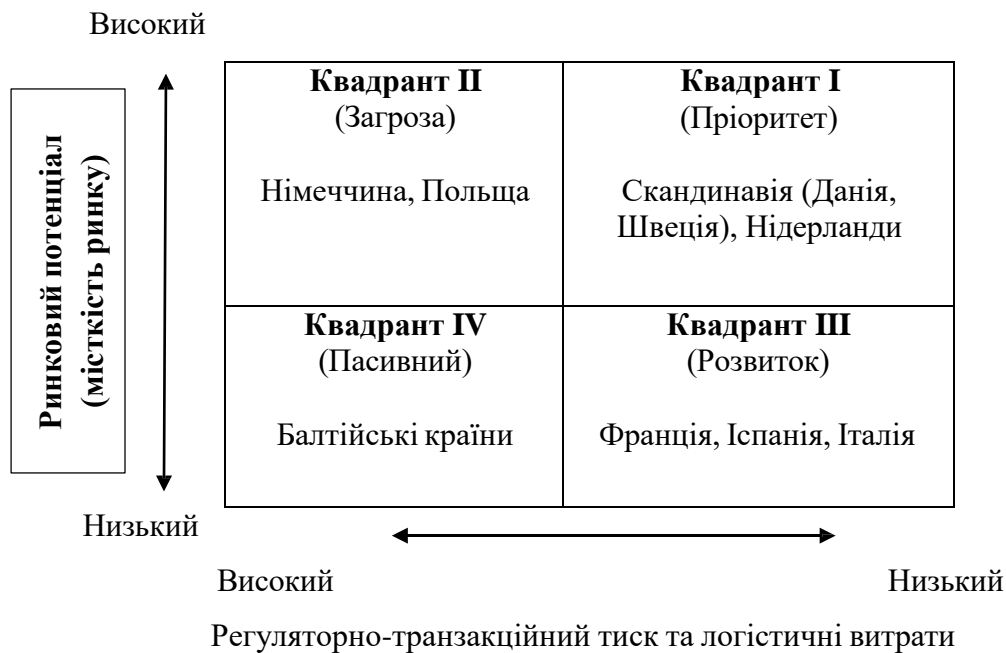 Високий
Ринковий потенціал
(місткість ринку)
Квадрант II
(Загроза)
Німеччина, Польща
Квадрант I
(Пріоритет)
Скандинавія (Данія,
Швеція), Нідерланди
Квадрант IV
(Пасивний)
Балтійські країни
Квадрант III
(Розвиток)
Франція, Іспанія, Італія
Низький
Високий
Низький
Регуляторно-транзакційний тиск та логістичні витрати